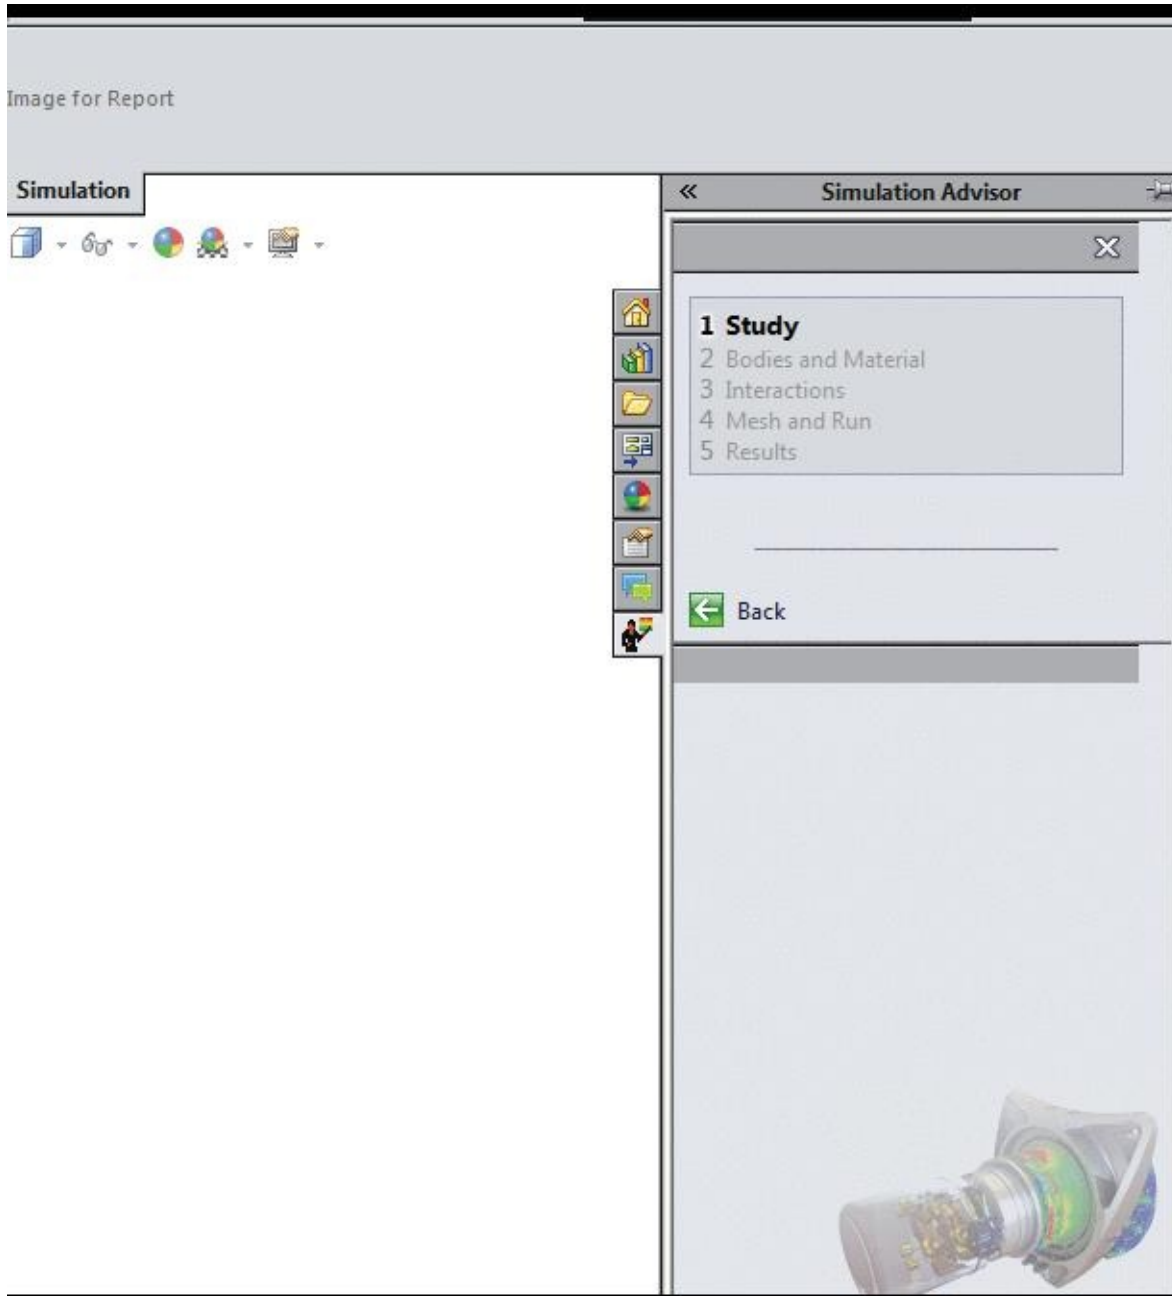 Image for Report
Simulation
Simulation Advisor
1 Study
2 Bodies and Material
3 Interactions
4 Mesh and Run
5 Results
Back